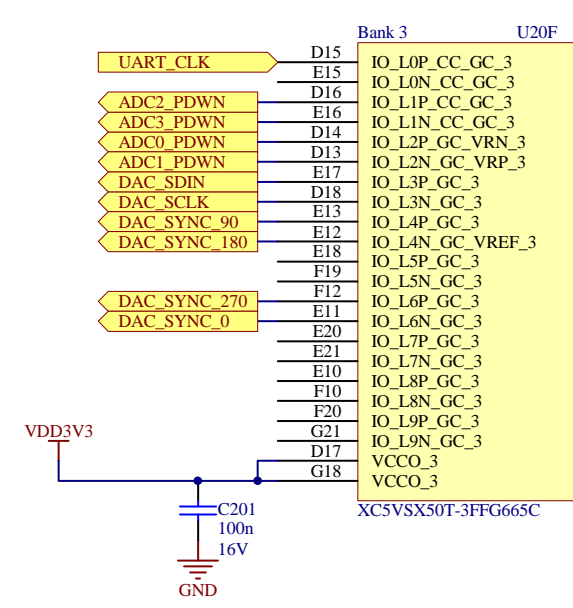 Bank 3 U20F
UART_CLK D15 IO_L0P_CC_GC_3
E15 IO_L0N_CC_GC_3
ADC2_PDWN D16 IO_L1P_CC_GC_3
ADC3_PDWN E16 IO_L1N_CC_GC_3
ADC0_PDWN D14 IO_L2P_GC_VRN_3
ADC1_PDWN D13 IO_L2N_GC_VRP_3
DAC_SDIN E17 IO_L3P_GC_3
DAC_SCLK D18 IO_L3N_GC_3
DAC_SYNC_90 E13 IO_L4P_GC_3
DAC_SYNC_180 E12 IO_L4N_GC_VREF_3
E18 IO_L5P_GC_3
F19 IO_L5N_GC_3
DAC_SYNC_270 F12 IO_L6P_GC_3
DAC_SYNC_0 E11 IO_L6N_GC_3
E20 IO_L7P_GC_3
E21 IO_L7N_GC_3
E10 IO_L8P_GC_3
F10 IO_L8N_GC_3
F20 IO_L9P_GC_3
VDD3V3 G21 IO_L9N_GC_3
D17 VCCO_3
G18 VCCO_3
C201 XC5VSX50T-3FFG665C
100n
16V
GND